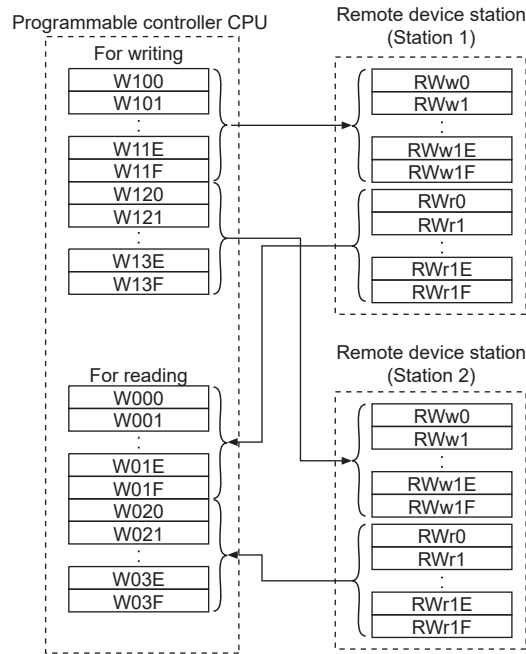 Programmable controller CPU
For writing
W100
W101
:
W11E
W11F
W120
W121
:
W13E
W13F
For reading
W000
W001
:
W01E
W01F
W020
W021
:
W03E
W03F
Remote device station
(Station 1)
RWw0
RWw1
:
RWw1E
RWw1F
RWr0
RWr1
:
RWr1E
RWr1F
Remote device station
(Station 2)
RWw0
RWw1
:
RWw1E
RWw1F
RWr0
RWr1
:
RWr1E
RWr1F